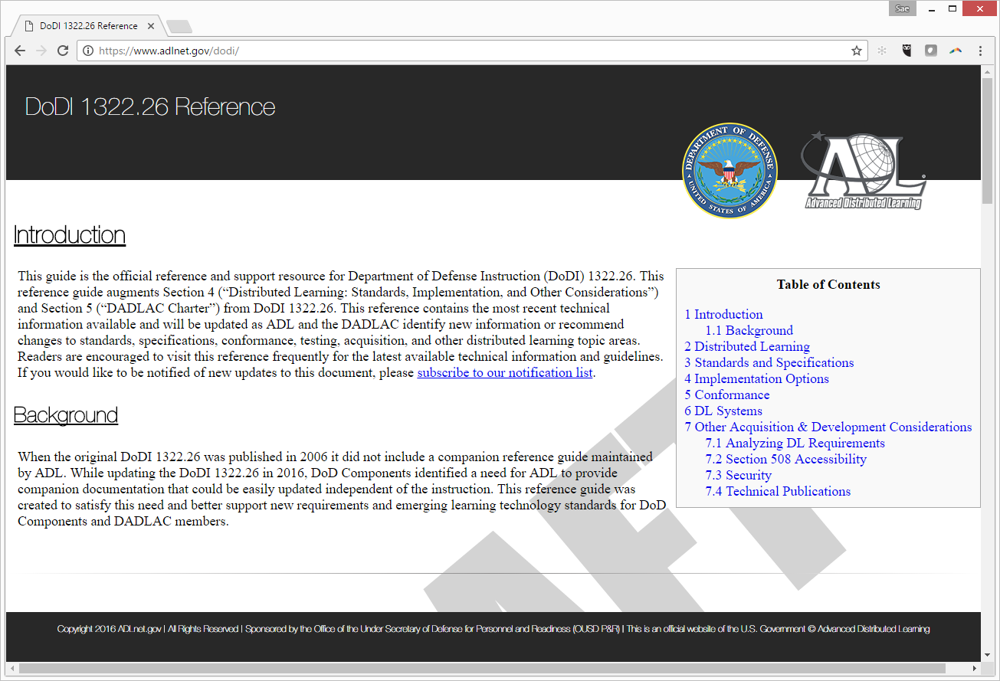 Sae
DoDI 1322.26 Reference
https://www.adlnet.gov/dodi/
DoDI 1322.26 Reference
DEPARTMENT OF DEFENSE
UNITED STATES OF AMERICA
ADL
Advanced Distributed Learning
Introduction
This guide is the official reference and support resource for Department of Defense Instruction (DoDI) 1322.26. This
reference guide augments Section 4 (“Distributed Learning: Standards, Implementation, and Other Considerations”)
and Section 5 (“DADLAC Charter”) from DoDI 1322.26. This reference contains the most recent technical
information available and will be updated as ADL and the DADLAC identify new information or recommend
changes to standards, specifications, conformance, testing, acquisition, and other distributed learning topic areas.
Readers are encouraged to visit this reference frequently for the latest available technical information and guidelines.
If you would like to be notified of new updates to this document, please subscribe to our notification list.
Background
When the original DoDI 1322.26 was published in 2006 it did not include a companion reference guide maintained
by ADL. While updating the DoDI 1322.26 in 2016, DoD Components identified a need for ADL to provide
companion documentation that could be easily updated independent of the instruction. This reference guide was
created to satisfy this need and better support new requirements and emerging learning technology standards for DoD
Components and DADLAC members.
Table of Contents
1 Introduction
1.1 Background
2 Distributed Learning
3 Standards and Specifications
4 Implementation Options
5 Conformance
6 DL Systems
7 Other Acquisition & Development Considerations
7.1 Analyzing DL Requirements
7.2 Section 508 Accessibility
7.3 Security
7.4 Technical Publications
AFT
Copyright 2016 ADLnet.gov | All Rights Reserved | Sponsored by the Office of the Under Secretary of Defense for Personnel and Readiness (OUSD P&R) | This is an official website of the U.S. Government © Advanced Distributed Learning